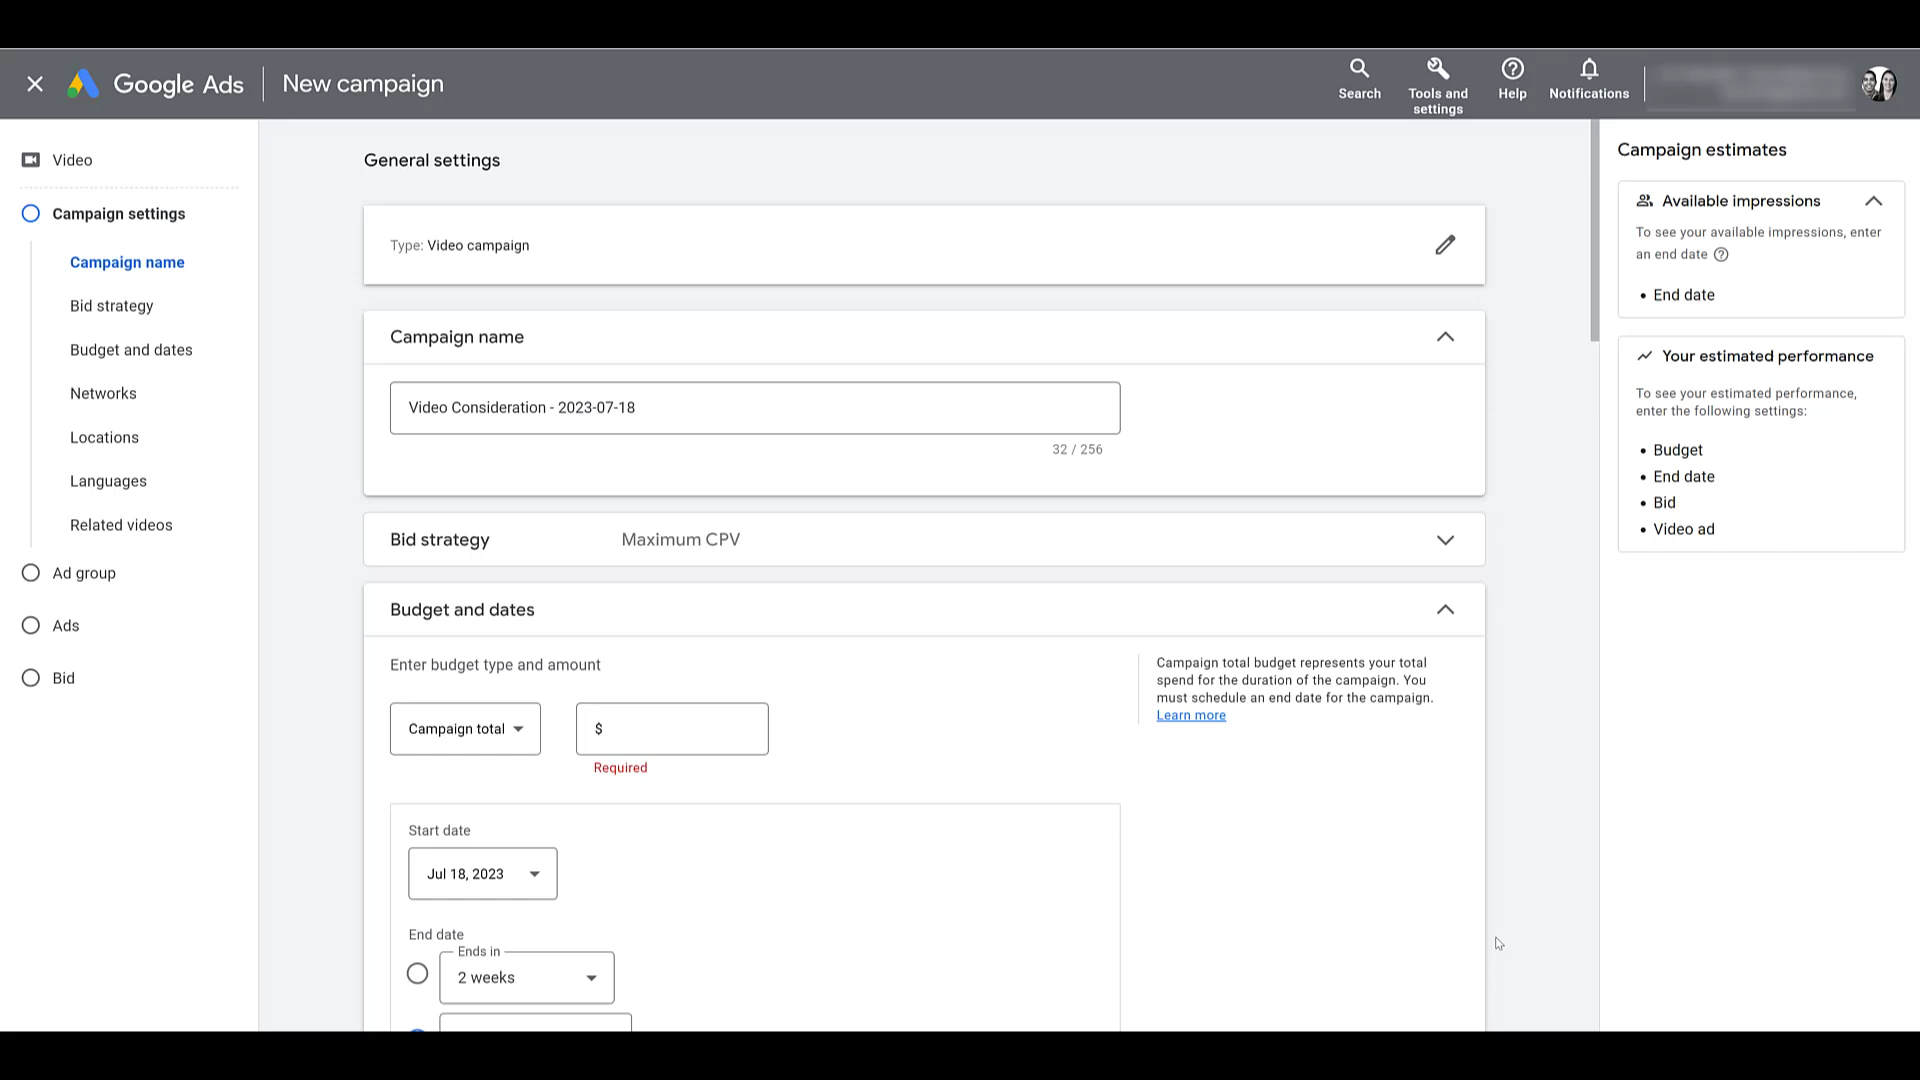 Google Ads
New campaign
Search
Tools and
settings
Help
Notifications
Video
Campaign settings
Campaign name
Bid strategy
Budget and dates
Networks
Locations
Languages
Related videos
Ad group
Ads
Bid
General settings
Type: Video campaign
Campaign name
Video Consideration - 2023-07-18
32 / 256
Bid strategy
Maximum CPV
Budget and dates
Enter budget type and amount
Campaign total
$
Required
Campaign total budget represents your total
spend for the duration of the campaign. You
must schedule an end date for the campaign.
Learn more
Start date
Jul 18, 2023
End date
Ends in
2 weeks
Campaign estimates
Available impressions
To see your available impressions, enter
an end date
• End date
Your estimated performance
To see your estimated performance,
enter the following settings:
• Budget
• End date
• Bid
• Video ad